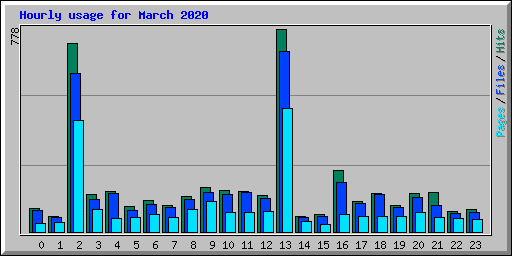 Hourly usage for March 2020
778
Pages/Files/Hits
0 1 2 3 4 5 6 7 8 9 10 11 12 13 14 15 16 17 18 19 20 21 22 23